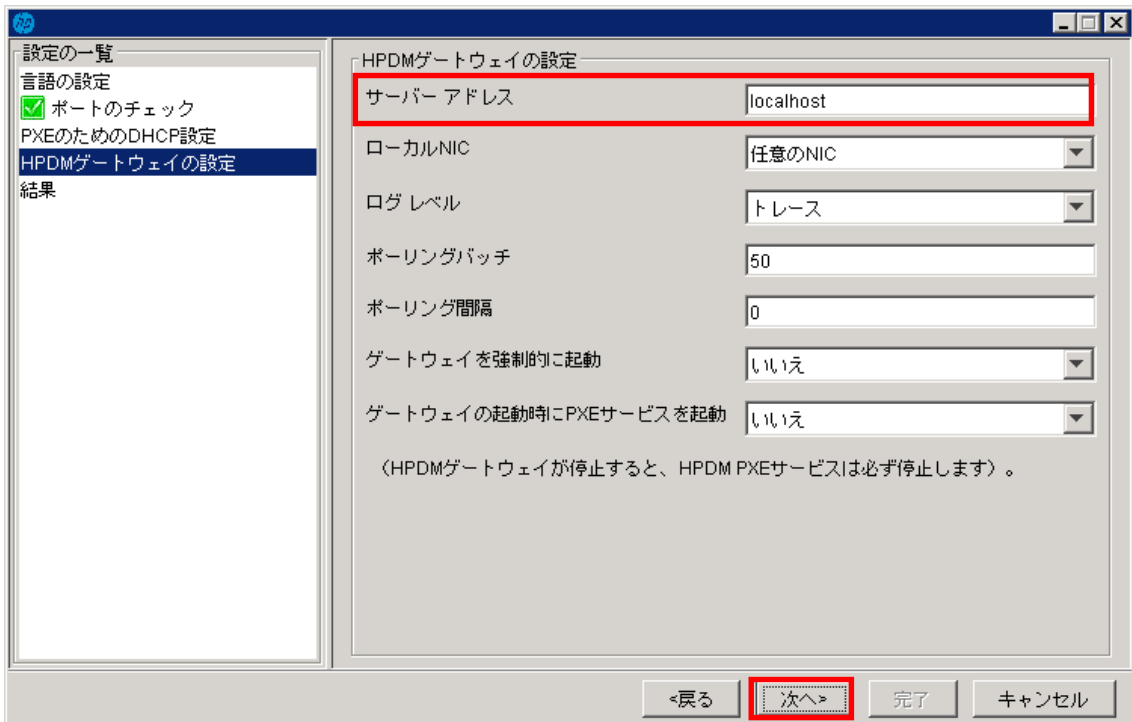 hp
設定の一覧
言語の設定
ポートのチェック
PXEのためのDHCP設定
HPDMゲートウェイの設定
結果
HPDMゲートウェイの設定
サーバー アドレス
localhost
ローカルNIC
任意のNIC
ログ レベル
トレース
ポーリングバッチ
50
ポーリング間隔
0
ゲートウェイを強制的に起動
いいえ
ゲートウェイの起動時にPXEサービスを起動
いいえ
（HPDMゲートウェイが停止すると、HPDM PXEサービスは必ず停止します）。
<戻る
次へ>
完了
キャンセル